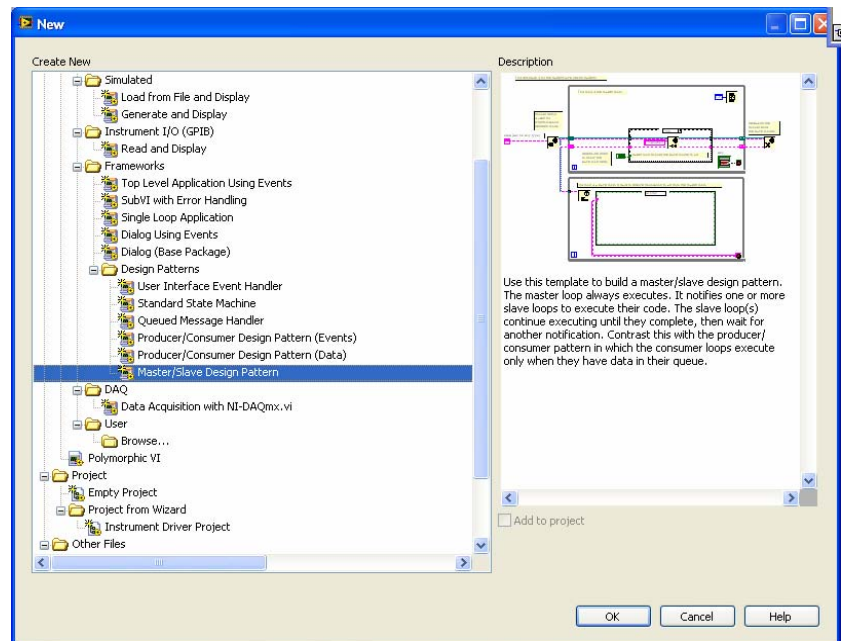 New
Create New
Simulated
Load from File and Display
Generate and Display
Instrument I/O (GPIB)
Read and Display
Frameworks
Top Level Application Using Events
SubVI with Error Handling
Single Loop Application
Dialog Using Events
Dialog (Base Package)
Design Patterns
User Interface Event Handler
Standard State Machine
Queued Message Handler
Producer/Consumer Design Pattern (Events)
Producer/Consumer Design Pattern (Data)
Master/Slave Design Pattern
DAQ
Data Acquisition with NI-DAQmx.vi
User
Browse...
Polymorphic VI
Project
Empty Project
Project from Wizard
Instrument Driver Project
Other Files
Description
Use this template to build a master/slave design pattern.
The master loop always executes. It notifies one or more
slave loops to execute their code. The slave loop(s)
continue executing until they complete, then wait for
another notification. Contrast this with the producer/
consumer pattern in which the consumer loops execute
only when they have data in their queue.
Add to project
OK
Cancel
Help